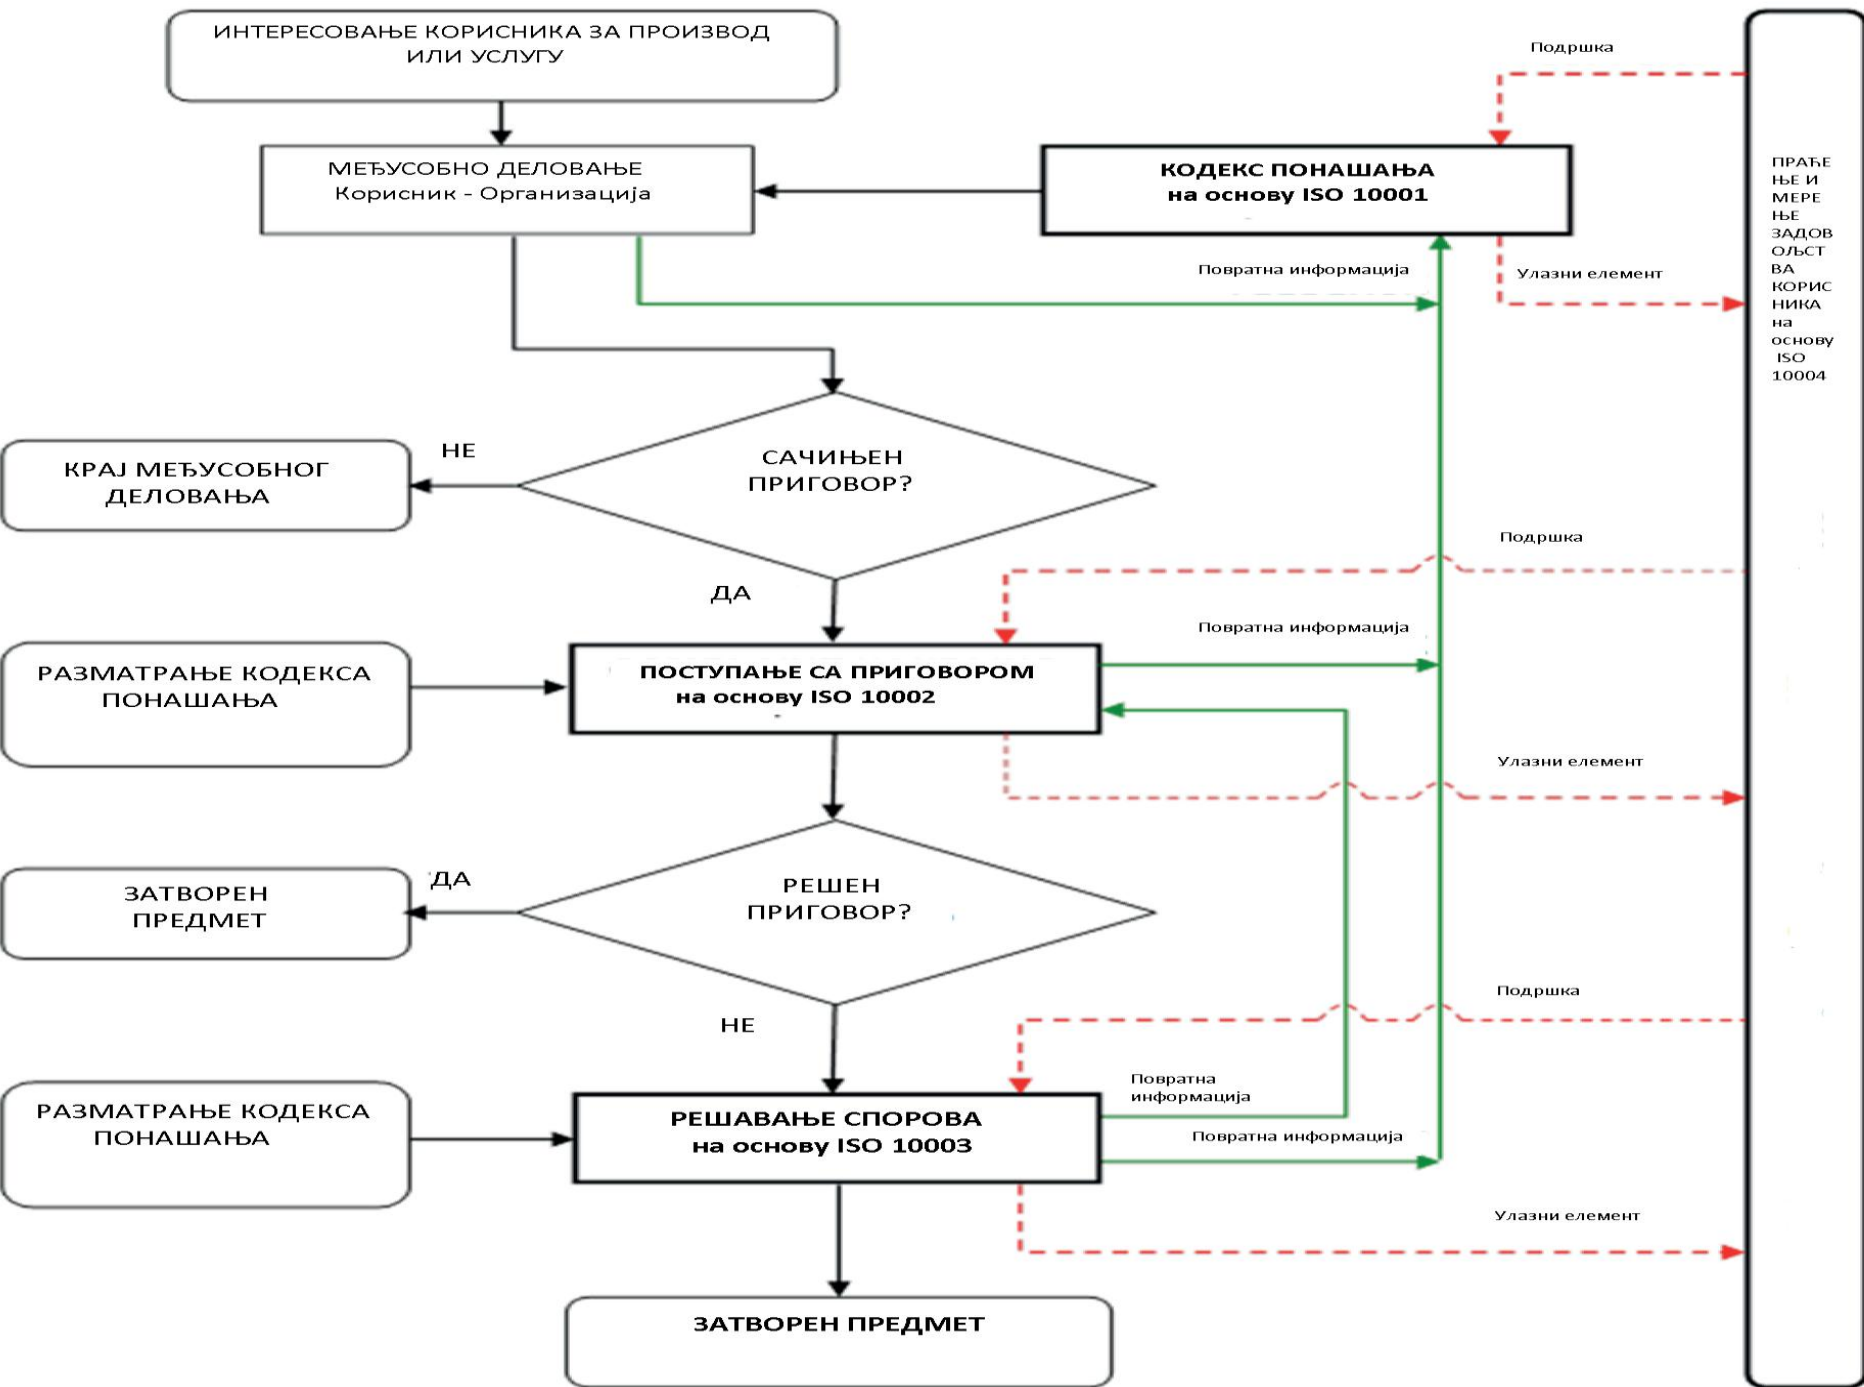 ИНТЕРЕСОВАЊЕ КОРИСНИКА ЗА ПРОИЗВОД
ИЛИ УСЛУГУ
Подршка
МЕЂУСОБНО ДЕЛОВАЊЕ
Корисник - Организација
КОДЕКС ПОНАШАЊА
на основу ISO 10001
ПРАЋЕ
ЊЕ И
МЕРЕ
ЊЕ
ЗАДОВ
ОЉСТ
ВА
КОРИС
НИКА
на
основу
ISO
10004
Повратна информација
Улазни елемент
НЕ
САЧИЊЕН
ПРИГОВОР?
КРАЈ МЕЂУСОБНОГ
ДЕЛОВАЊА
Подршка
ДА
Повратна информација
РАЗМАТРАЊЕ КОДЕКСА
ПОНАШАЊА
ПОСТУПАЊЕ СА ПРИГОВОРОМ
на основу ISO 10002
Улазни елемент
ДА
РЕШЕН
ПРИГОВОР?
ЗАТВОРЕН
ПРЕДМЕТ
Подршка
НЕ
Повратна
информација
РАЗМАТРАЊЕ КОДЕКСА
ПОНАШАЊА
РЕШАВАЊЕ СПОРОВА
на основу ISO 10003
Повратна информација
Улазни елемент
ЗАТВОРЕН ПРЕДМЕТ